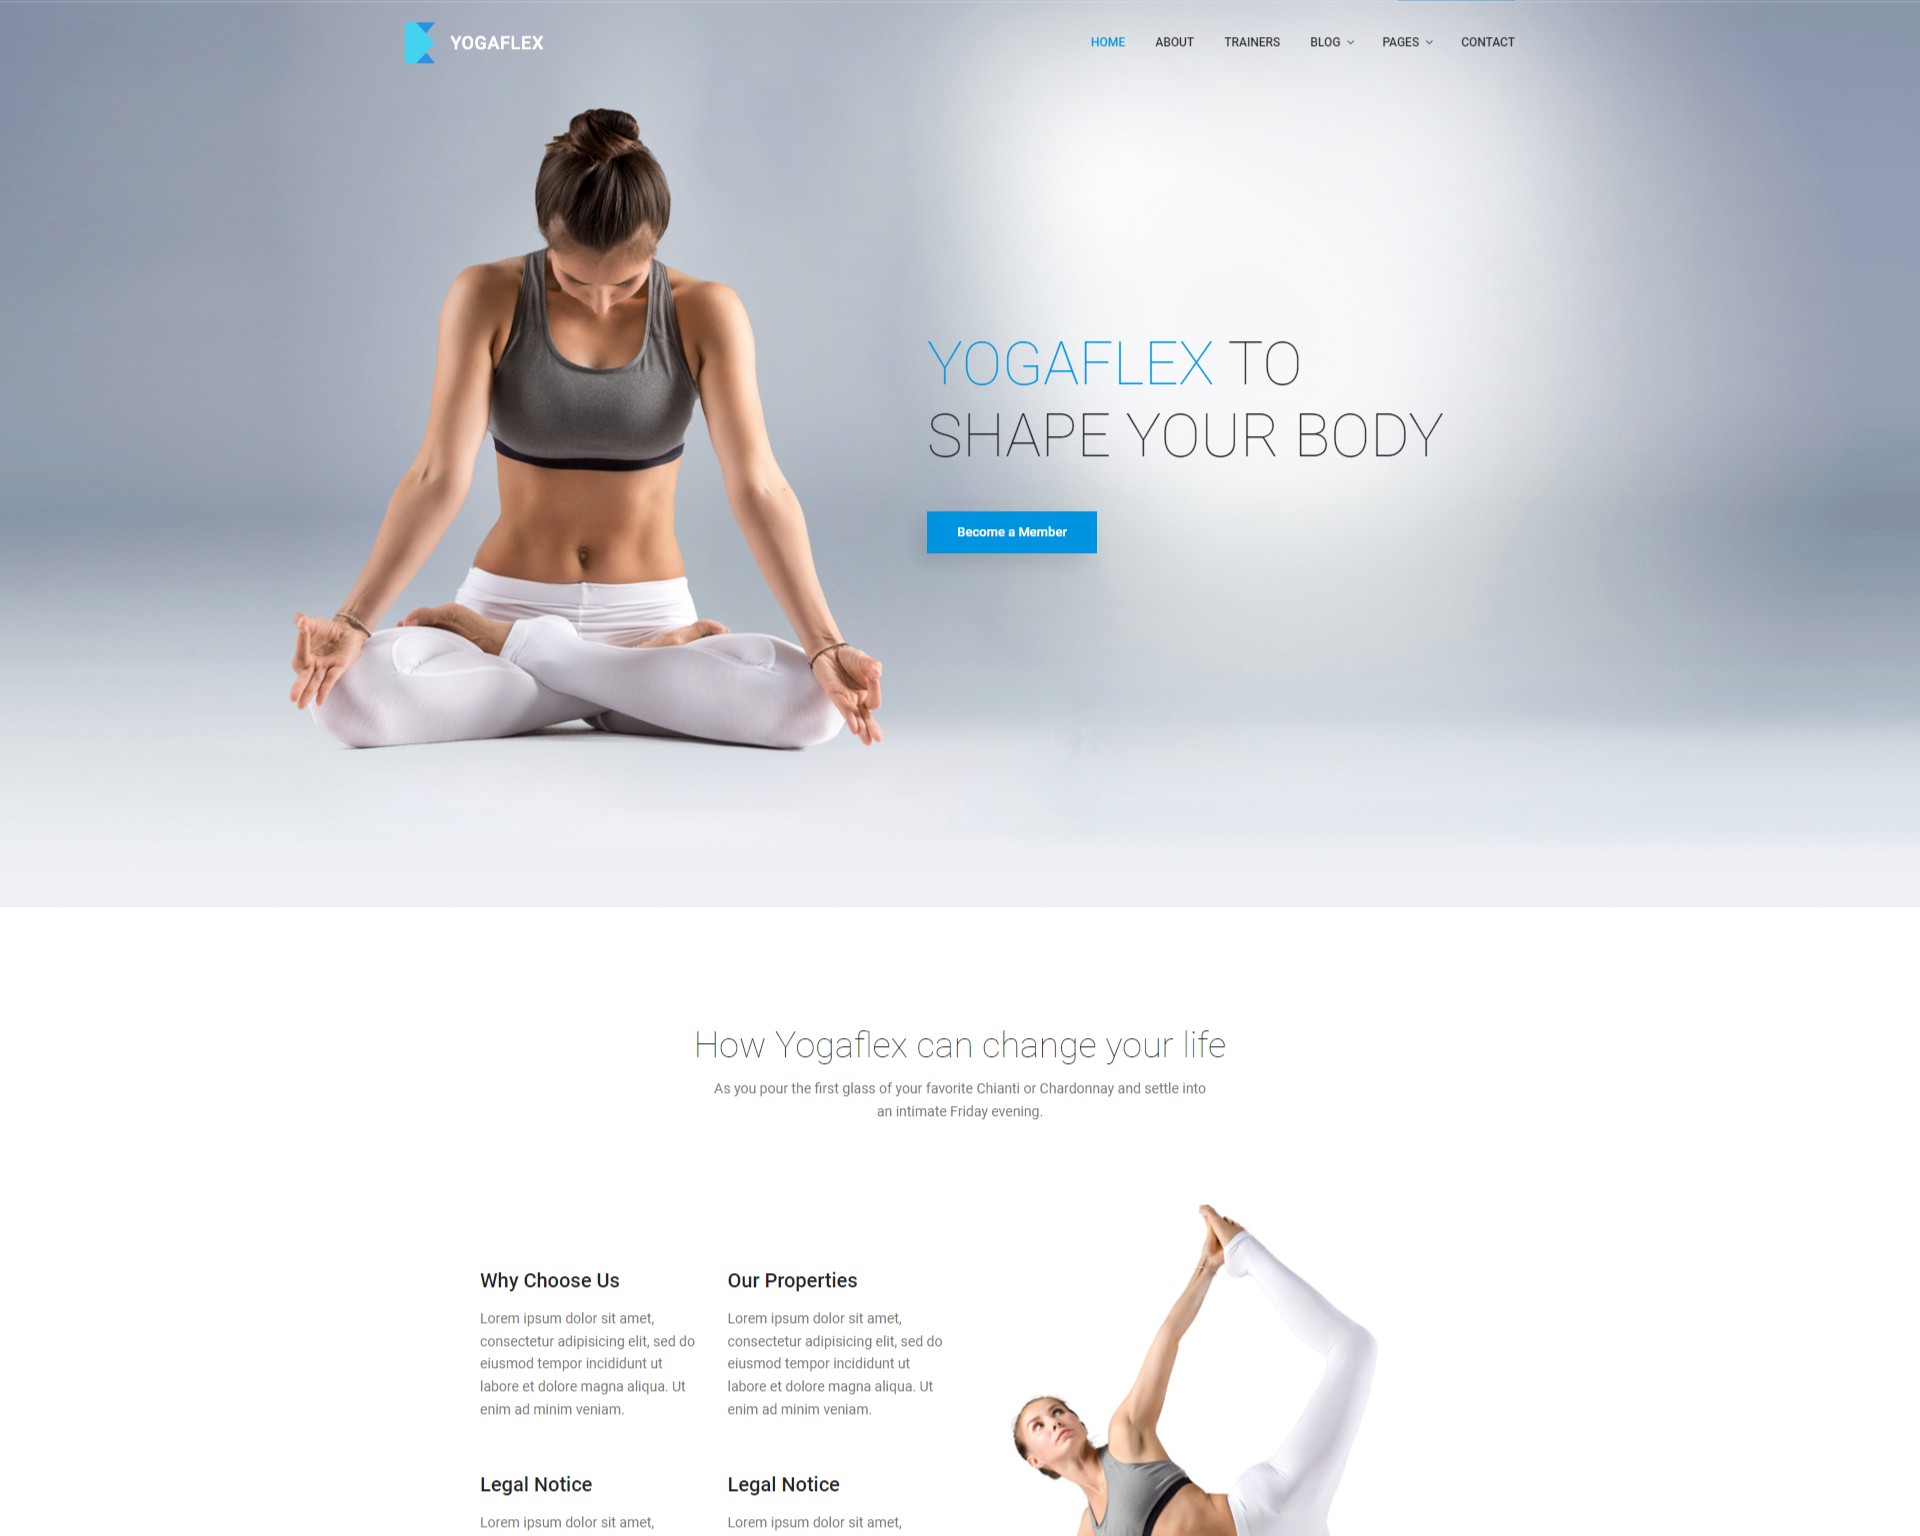 YOGAFLEX
HOME ABOUT TRAINERS BLOG PAGES CONTACT
YOGAFLEX TO
SHAPE YOUR BODY
Become a Member
How Yogaflex can change your life
As you pour the first glass of your favorite Chianti or Chardonnay and settle into
an intimate Friday evening.
Why Choose Us
Lorem ipsum dolor sit amet,
consectetur adipisicing elit, sed do
eiusmod tempor incididunt ut
labore et dolore magna aliqua. Ut
enim ad minim veniam.
Our Properties
Lorem ipsum dolor sit amet,
consectetur adipisicing elit, sed do
eiusmod tempor incididunt ut
labore et dolore magna aliqua. Ut
enim ad minim veniam.
Legal Notice
Lorem ipsum dolor sit amet,
Legal Notice
Lorem ipsum dolor sit amet,